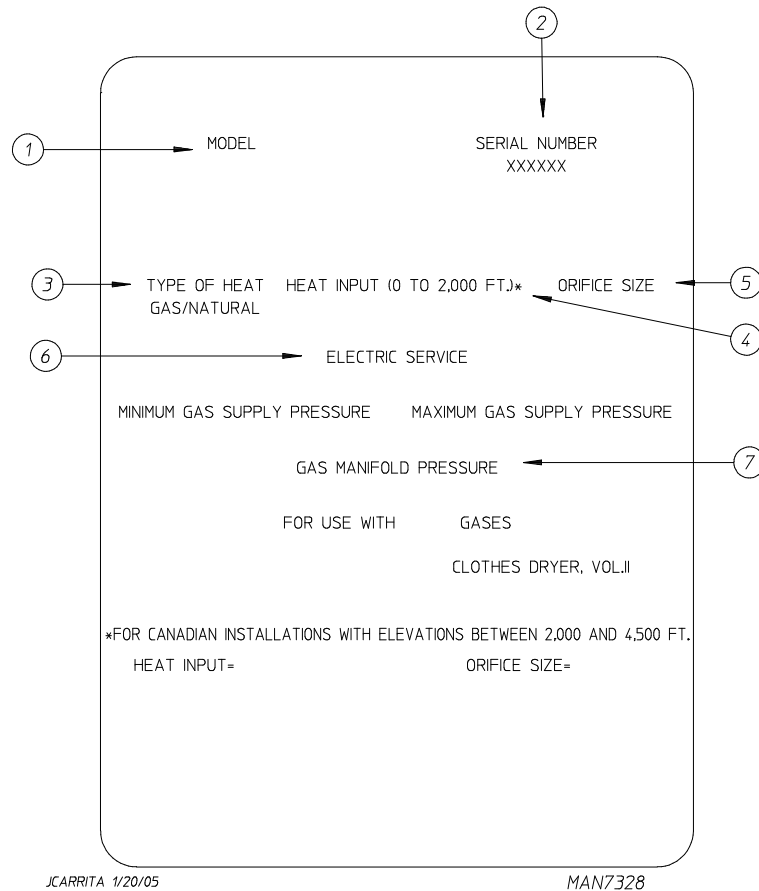 2
1
MODEL SERIAL NUMBER
XXXXXX
3 TYPE OF HEAT HEAT INPUT (0 TO 2,000 FT.)* ORIFICE SIZE 5
GAS/NATURAL
4
6 ELECTRIC SERVICE
MINIMUM GAS SUPPLY PRESSURE MAXIMUM GAS SUPPLY PRESSURE
GAS MANIFOLD PRESSURE 7
FOR USE WITH GASES
CLOTHES DRYER, VOL.II
*FOR CANADIAN INSTALLATIONS WITH ELEVATIONS BETWEEN 2,000 AND 4,500 FT.
HEAT INPUT= ORIFICE SIZE=
JCARRITA 1/20/05 MAN7328